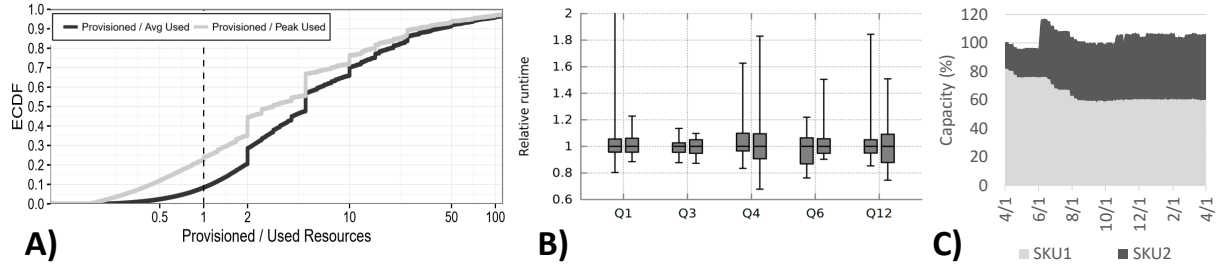 Provisioned / Avg Used
Provisioned / Peak Used
1.0
0.9
0.8
0.7
0.6
0.5
0.4
0.3
0.2
0.1
0.0
ECDF
0.5 1 2 10 50 100
Provisioned / Used Resources
A)
2
1.8
1.6
1.4
1.2
1
0.8
0.6
Relative runtime
Q1 Q3 Q4 Q6 Q12
B)
120
100
80
60
40
20
0
Capacity (%)
4/1 6/1 8/1 10/1 12/1 2/1 4/1
SKU1 SKU2
C)